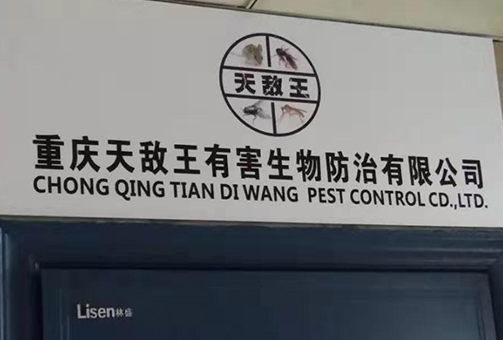 天敌王
重庆天敌王有害生物防治有限公司
CHONG QING TIAN DI WANG PEST CONTROL CD.,LTD.
Lisen林盛